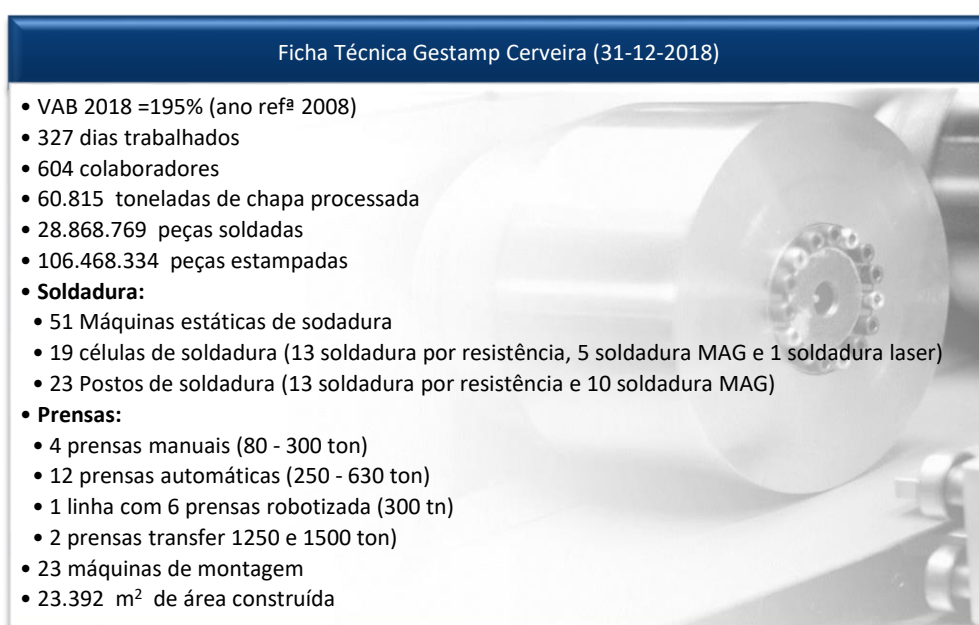 Ficha Técnica Gestamp Cerveira (31-12-2018)
• VAB 2018 =195% (ano refª 2008)
• 327 dias trabalhados
• 604 colaboradores
• 60.815 toneladas de chapa processada
• 28.868.769 peças soldadas
• 106.468.334 peças estampadas
• Soldadura:
• 51 Máquinas estáticas de sodadura
• 19 células de soldadura (13 soldadura por resistência, 5 soldadura MAG e 1 soldadura laser)
• 23 Postos de soldadura (13 soldadura por resistência e 10 soldadura MAG)
• Prensas:
• 4 prensas manuais (80 - 300 ton)
• 12 prensas automáticas (250 - 630 ton)
• 1 linha com 6 prensas robotizada (300 tn)
• 2 prensas transfer 1250 e 1500 ton)
• 23 máquinas de montagem
• 23.392 m² de área construída